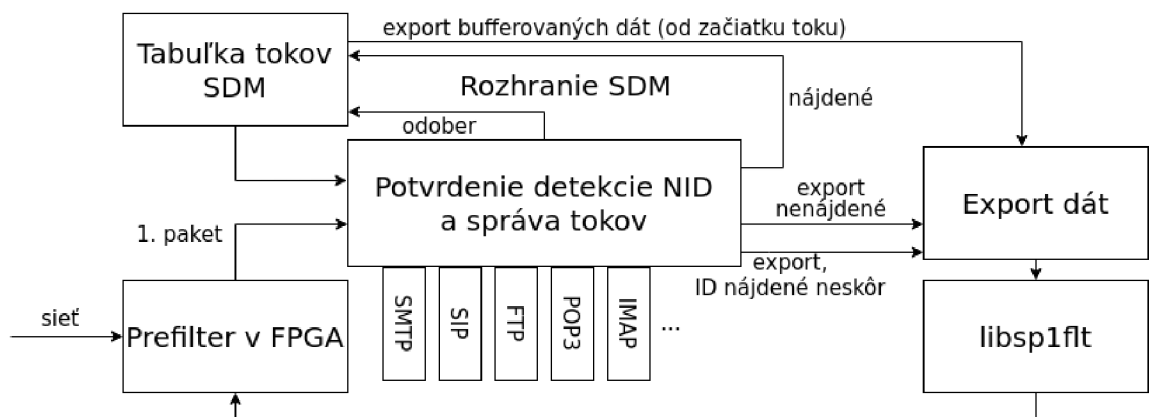 export bufferovaných dát (od začiatku toku)
Tabuľka tokov
SDM
Rozhranie SDM
nájdené
odober
Potvrdenie detekcie NID
a správa tokov
export
nenájdené
Export dát
1. paket
export,
ID nájdené neskôr
SMTP
SIP
FTP
POP3
IMAP
...
sieť
Prefilter v FPGA
libsp1flt